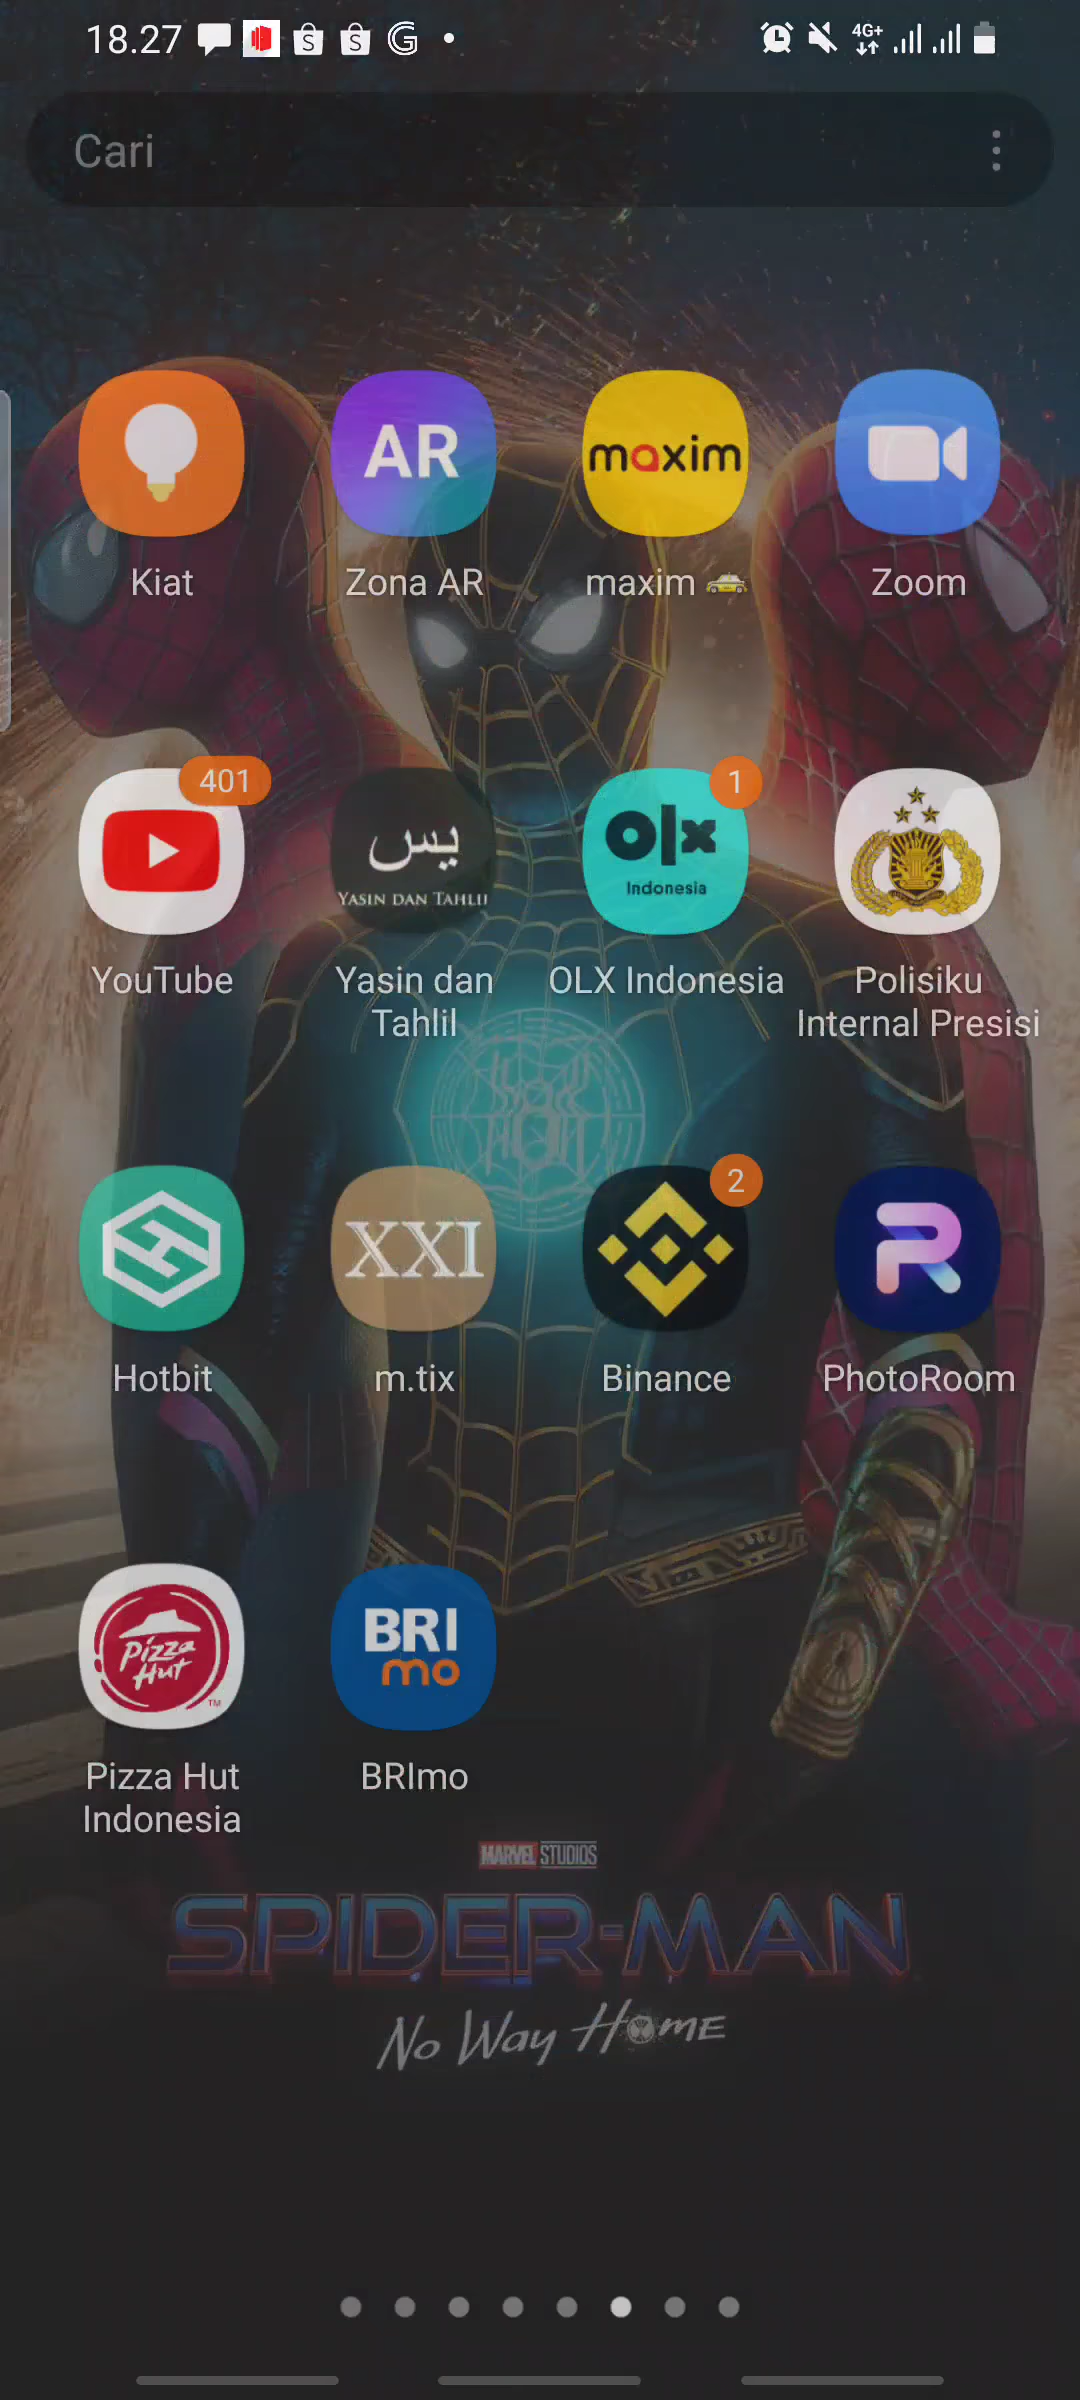 18.27
4G+
Cari
AR
maxim
Kiat
Zona AR
maxim 🚕
Zoom
401
1
يس
YASIN DAN TAHLIL
olx
Indonesia
YouTube
Yasin dan
Tahlil
OLX Indonesia
Polisiku
Internal Presisi
2
XXI
Hotbit
m.tix
Binance
PhotoRoom
Pizza
Hut
TM
BRI
mo
Pizza Hut
Indonesia
BRImo
MARVEL STUDIOS
SPIDER-MAN
No Way Home